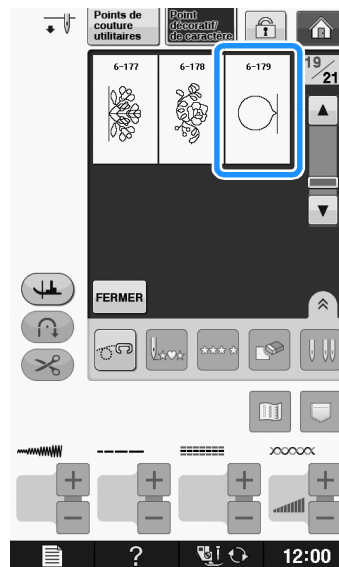 Points de
couture
utilitaires
Point
décoratif/
de caractère
6-177
6-178
6-179
19/
21
FERMER
?
12:00